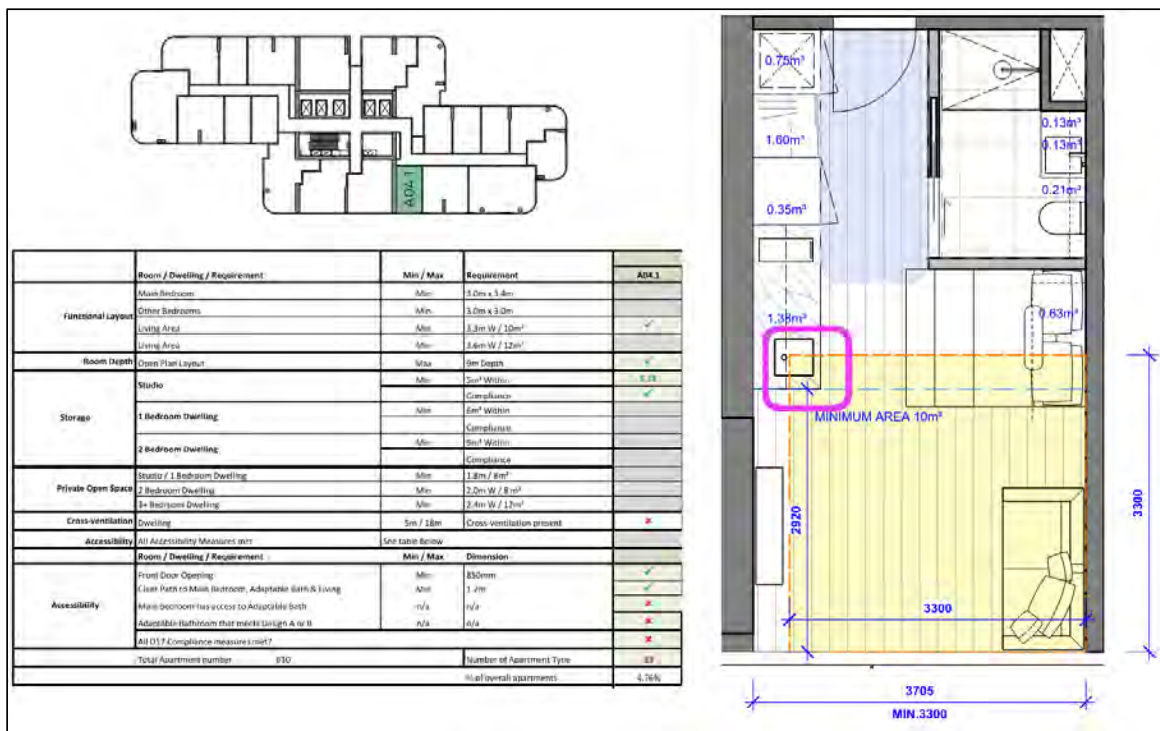 A04.1
Room / Dwelling / Requirement Min / Max Requirement A04.1
Functional Layout
Main Bedroom Min 3.0m x 3.4m
Other Bedrooms Min 3.0m x 3.0m
Living Area Min 3.3m W / 10m²
Living Area Min 3.6m W / 12m²
Room Depth Open Plan Layout Max 9m Depth
Storage
Studio Min 5m³ Within
Compliance
1 Bedroom Dwelling Min 6m³ Within
Compliance
2 Bedroom Dwelling Min 9m³ Within
Compliance
Private Open Space
Studio / 1 Bedroom Dwelling Min 1.8m / 8m²
2 Bedroom Dwelling Min 2.0m W / 8m²
3+ Bedroom Dwelling Min 2.4m W / 12m²
Cross-ventilation Dwelling 5m / 18m Cross-ventilation present
Accessibility All Accessibility Measures met See table Below
Room / Dwelling / Requirement Min / Max Dimension
Accessibility
Front Door Opening Min 850mm
Clear Path to Main Bedroom, Adaptable Bath & Living Min 1.2m
Main Bedroom has access to Adaptable Bath n/a n/a
Adaptable Bathroom that meets Design A or B n/a n/a
All D17 Compliance measures met?
Total Apartment number Number of Apartment Type
% of overall apartments 4.76%
0.75m³
1.60m³
0.35m³
1.38m³
0.13m³
0.13m³
0.21m³
0.63m³
MINIMUM AREA 10m²
2920
3300
3300
3705
MIN.3300